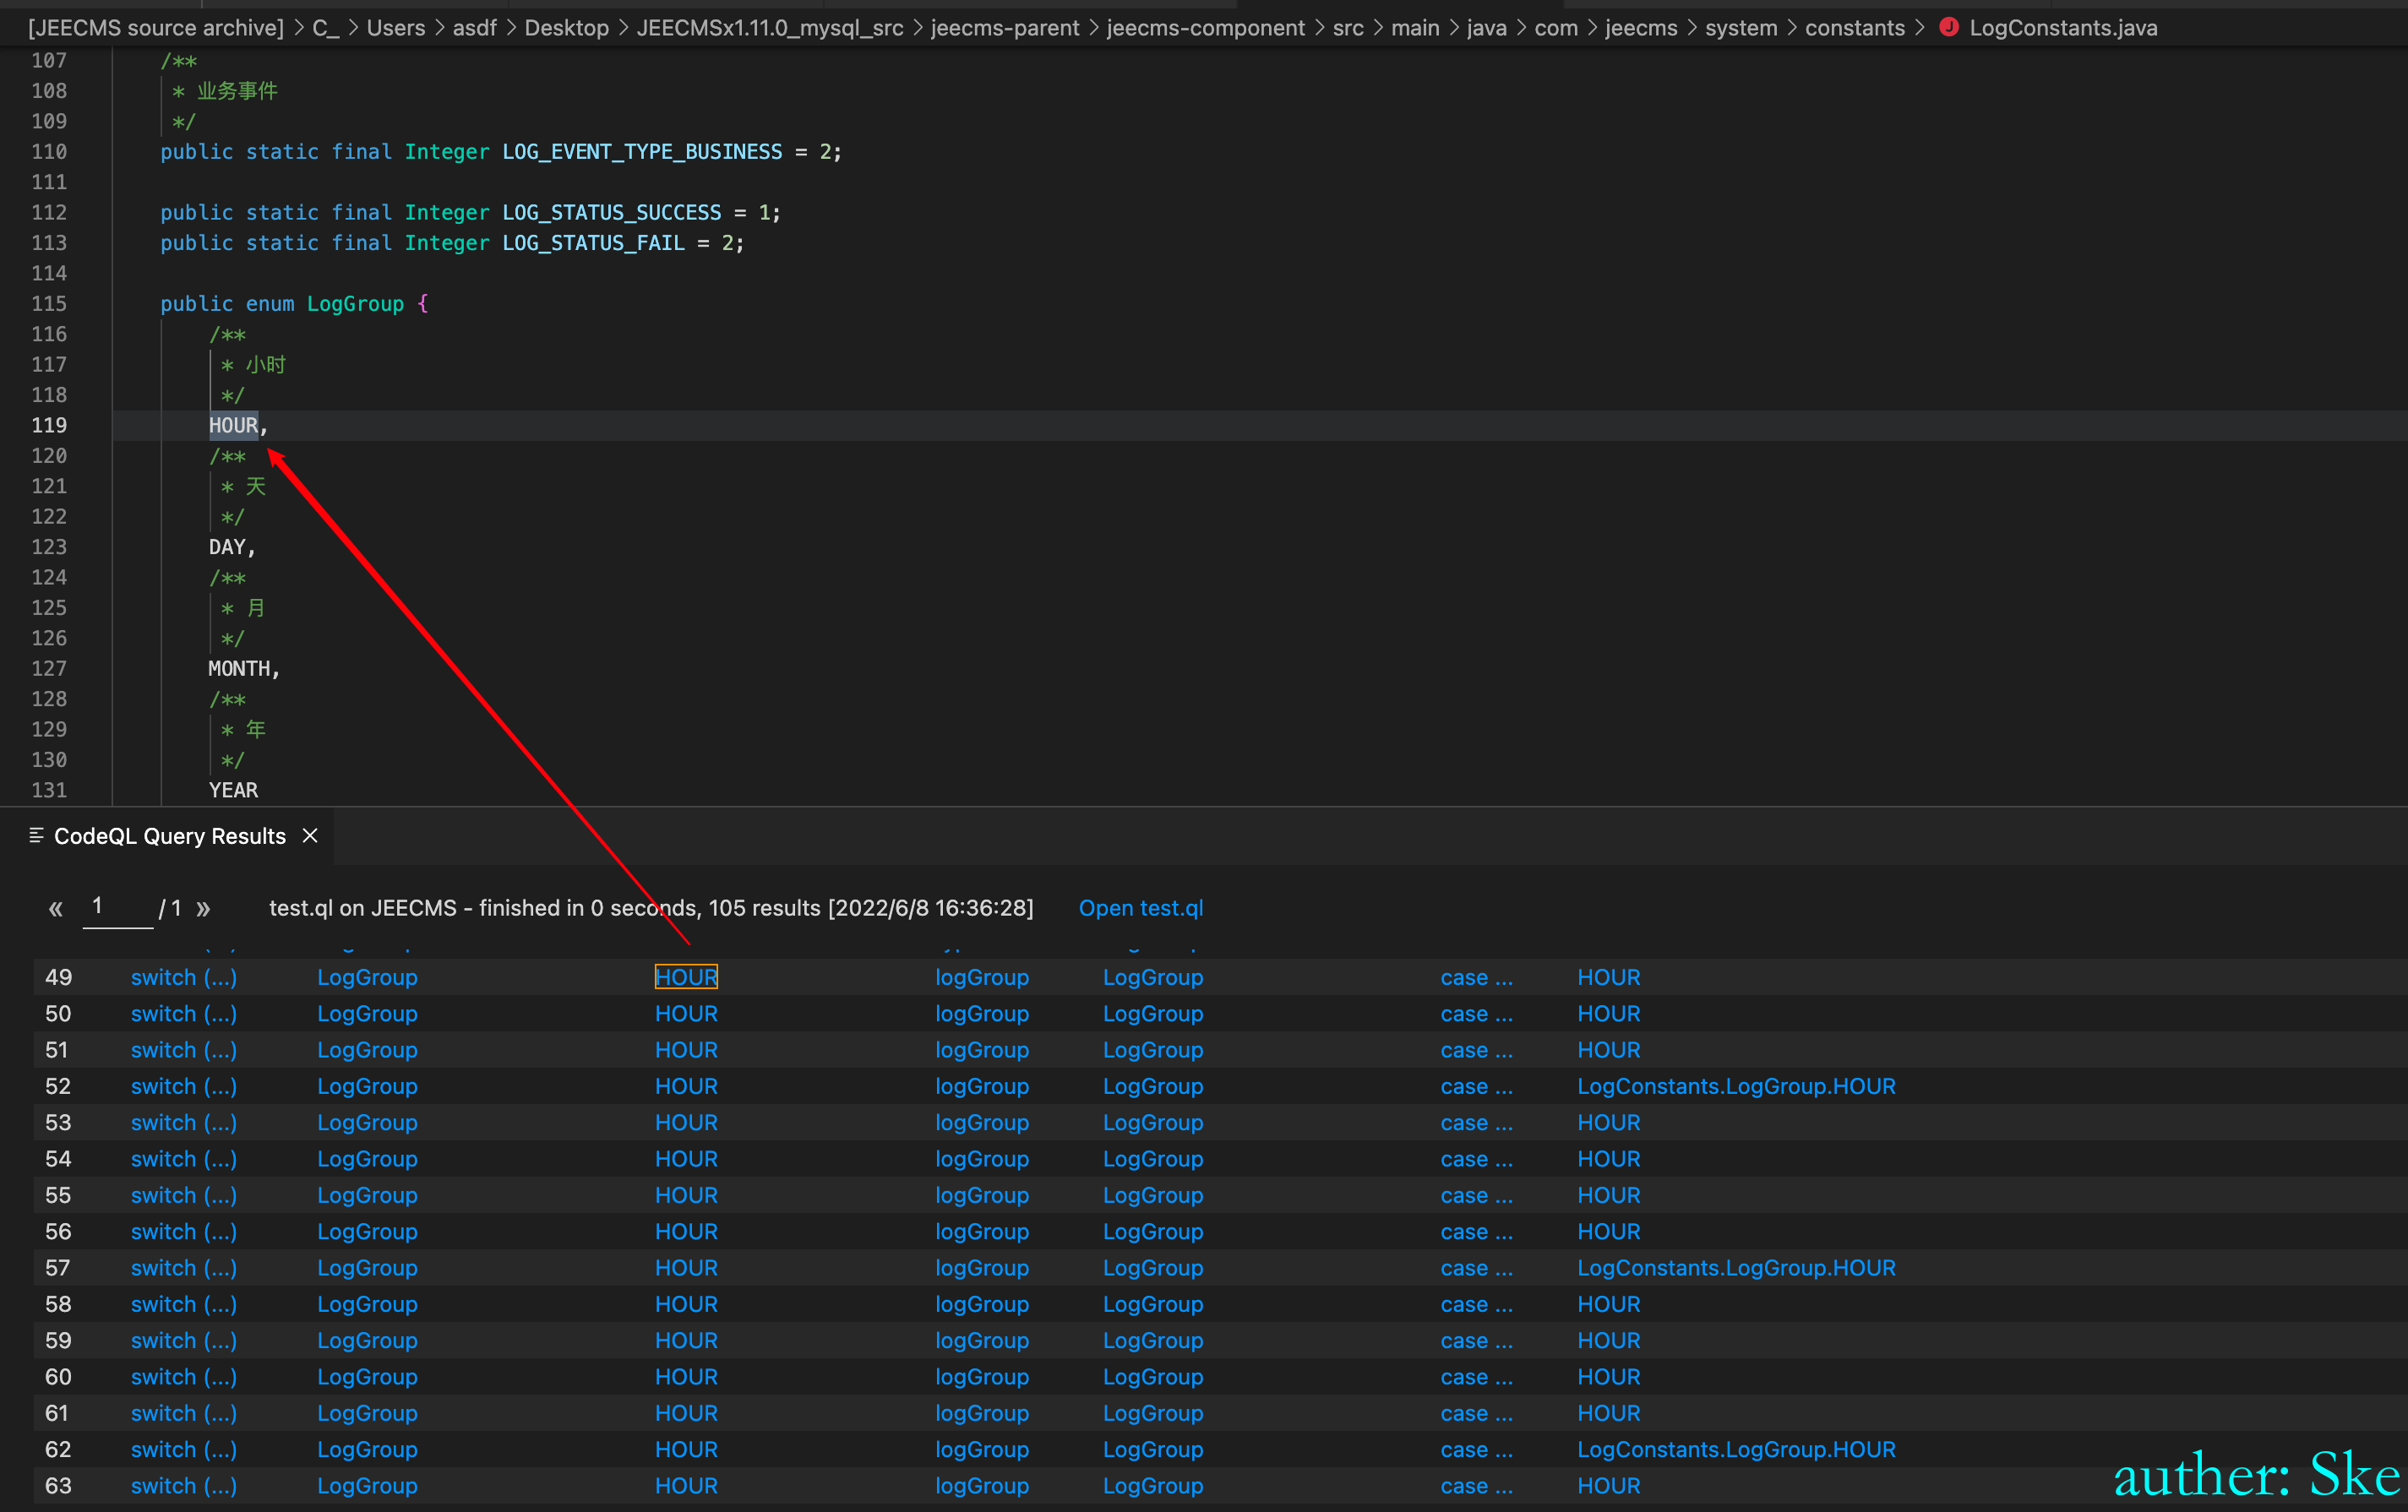 [JEECMS source archive] > C_ > Users > asdf > Desktop > JEECMSx1.11.0_mysql_src > jeecms-parent > jeecms-component > src > main > java > com > jeecms > system > constants > LogConstants.java
107 /**
108 * 业务事件
109 */
110 public static final Integer LOG_EVENT_TYPE_BUSINESS = 2;
111
112 public static final Integer LOG_STATUS_SUCCESS = 1;
113 public static final Integer LOG_STATUS_FAIL = 2;
114
115 public enum LogGroup {
116 /**
117 * 小时
118 */
119 HOUR,
120 /**
121 * 天
122 */
123 DAY,
124 /**
125 * 月
126 */
127 MONTH,
128 /**
129 * 年
130 */
131 YEAR
CodeQL Query Results ×
« 1 / 1 » test.ql on JEECMS - finished in 0 seconds, 105 results [2022/6/8 16:36:28] Open test.ql
49 switch (...) LogGroup HOUR logGroup LogGroup case ... HOUR
50 switch (...) LogGroup HOUR logGroup LogGroup case ... HOUR
51 switch (...) LogGroup HOUR logGroup LogGroup case ... HOUR
52 switch (...) LogGroup HOUR logGroup LogGroup case ... LogConstants.LogGroup.HOUR
53 switch (...) LogGroup HOUR logGroup LogGroup case ... HOUR
54 switch (...) LogGroup HOUR logGroup LogGroup case ... HOUR
55 switch (...) LogGroup HOUR logGroup LogGroup case ... HOUR
56 switch (...) LogGroup HOUR logGroup LogGroup case ... HOUR
57 switch (...) LogGroup HOUR logGroup LogGroup case ... LogConstants.LogGroup.HOUR
58 switch (...) LogGroup HOUR logGroup LogGroup case ... HOUR
59 switch (...) LogGroup HOUR logGroup LogGroup case ... HOUR
60 switch (...) LogGroup HOUR logGroup LogGroup case ... HOUR
61 switch (...) LogGroup HOUR logGroup LogGroup case ... HOUR
62 switch (...) LogGroup HOUR logGroup LogGroup case ... LogConstants.LogGroup.HOUR
63 switch (...) LogGroup HOUR logGroup LogGroup case ... HOUR
auther: Ske